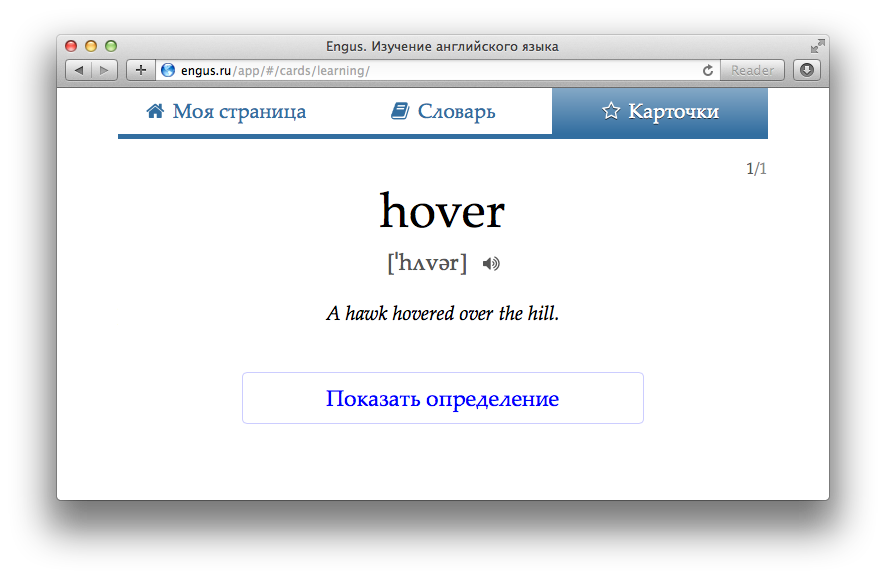 Engus. Изучение английского языка
engus.ru/app/#/cards/learning/
Reader
Моя страница
Словарь
Карточки
1/1
hover
[ˈhʌvər]
A hawk hovered over the hill.
Показать определение